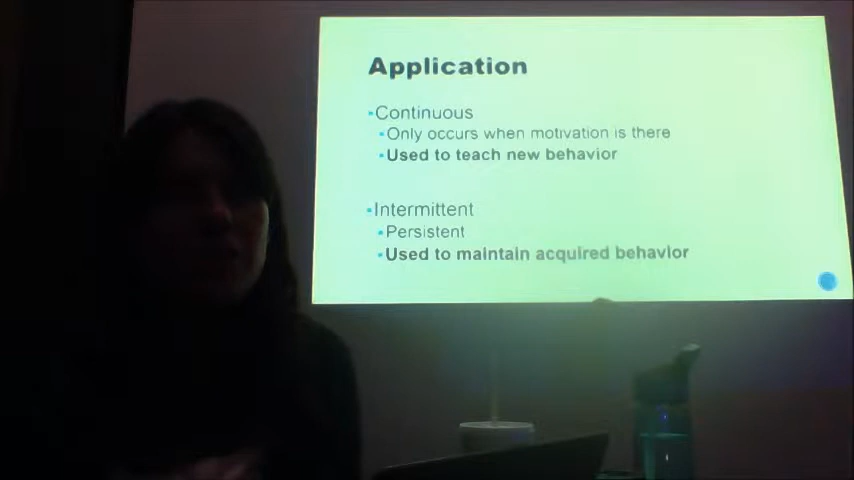 Application
•Continuous
•Only occurs when motivation is there
•Used to teach new behavior
•Intermittent
•Persistent
•Used to maintain acquired behavior